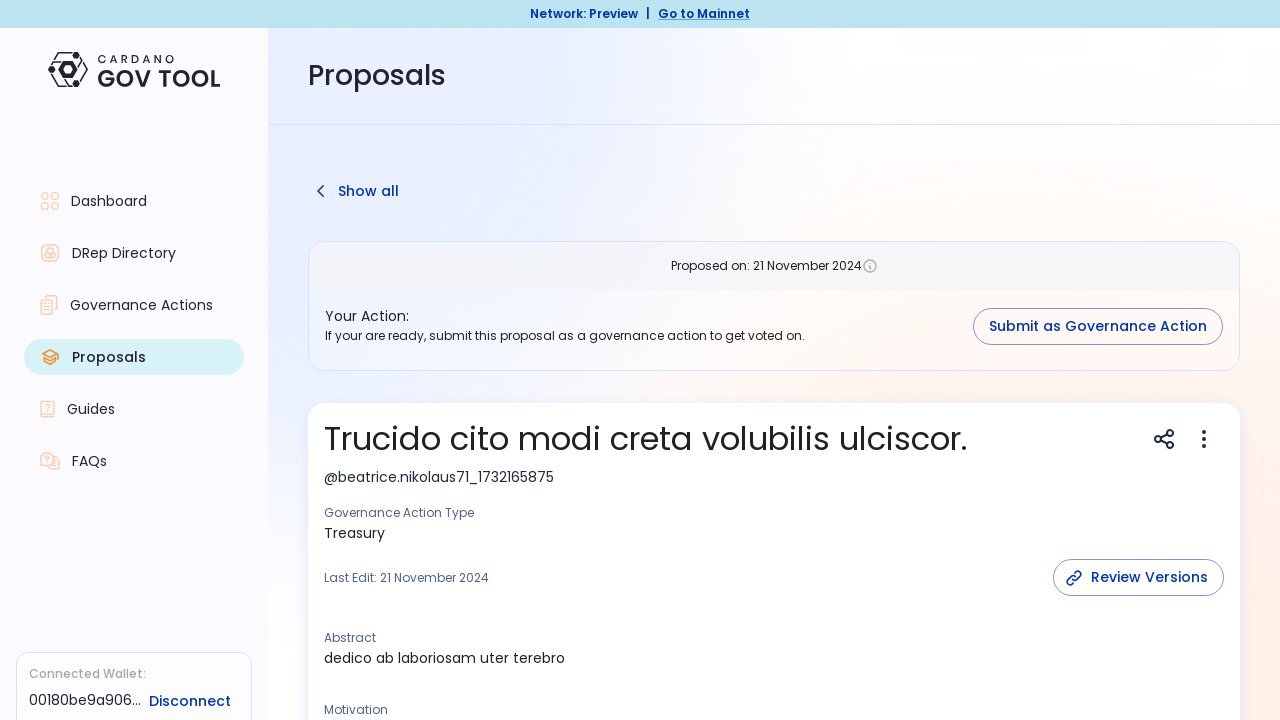 Network: Preview | Go to Mainnet
CARDANO
GOV TOOL
Proposals
Dashboard
DRep Directory
Governance Actions
Proposals
Guides
FAQs
Connected Wallet:
00180be9a906...
Disconnect
Show all
Proposed on: 21 November 2024
Your Action:
If your are ready, submit this proposal as a governance action to get voted on.
Submit as Governance Action
Trucido cito modi creta volubilis ulciscor.
@beatrice.nikolaus71_1732165875
Governance Action Type
Treasury
Last Edit: 21 November 2024
Review Versions
Abstract
dedico ab laboriosam uter terebro
Motivation